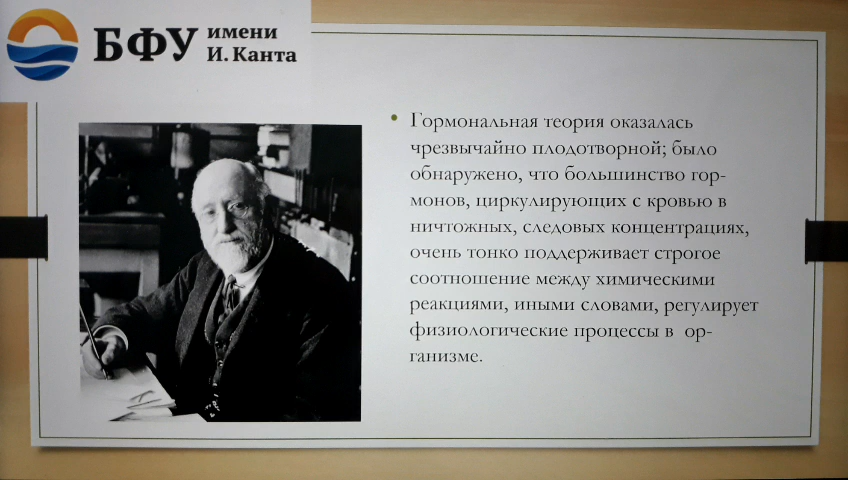 БФУ имени
И. Канта
• Гормональная теория оказалась
чрезвычайно плодотворной; было
обнаружено, что большинство гор-
монов, циркулирующих с кровью в
ничтожных, следовых концентрациях,
очень тонко поддерживает строгое
соотношение между химическими
реакциями, иными словами, регулирует
физиологические процессы в ор-
ганизме.